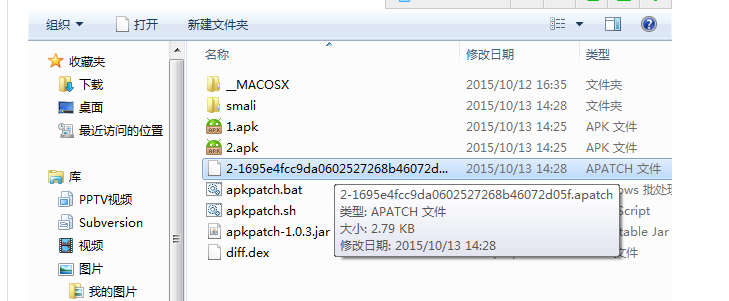 组织 打开 新建文件夹
收藏夹
下载
桌面
最近访问的位置
库
PPTV视频
Subversion
视频
图片
我的图片
名称 修改日期 类型
__MACOSX 2015/10/12 16:35 文件夹
smali 2015/10/13 14:28 文件夹
1.apk 2015/10/13 14:25 APK 文件
2.apk 2015/10/13 14:25 APK 文件
2-1695e4fcc9da0602527268b46072d... 2015/10/13 14:28 APATCH 文件
apkpatch.bat ows 批处理
apkpatch.sh Script
apkpatch-1.0.3.jar table Jar
diff.dex 文件
2-1695e4fcc9da0602527268b46072d05f.apatch
类型: APATCH 文件
大小: 2.79 KB
修改日期: 2015/10/13 14:28